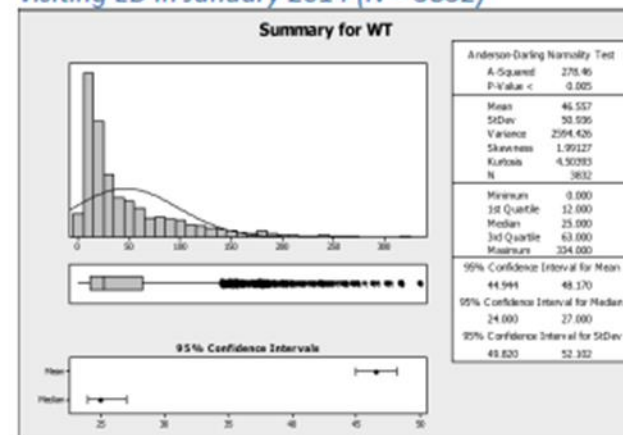 Visiting ED in January 2014 (N = 3832)
Summary for WT
0 50 100 150 200 250 300
95% Confidence Intervals
Mean
Median
25 30 35 40 45 50
Anderson-Darling Normality Test
A-Squared 278.46
P-Value < 0.005
Mean 46.557
StDev 50.936
Variance 2594.426
Skewness 1.99127
Kurtosis 4.50393
N 3832
Minimum 0.000
1st Quartile 12.000
Median 25.000
3rd Quartile 63.000
Maximum 334.000
95% Confidence Interval for Mean
44.944 48.170
95% Confidence Interval for Median
24.000 27.000
95% Confidence Interval for StDev
49.820 52.102